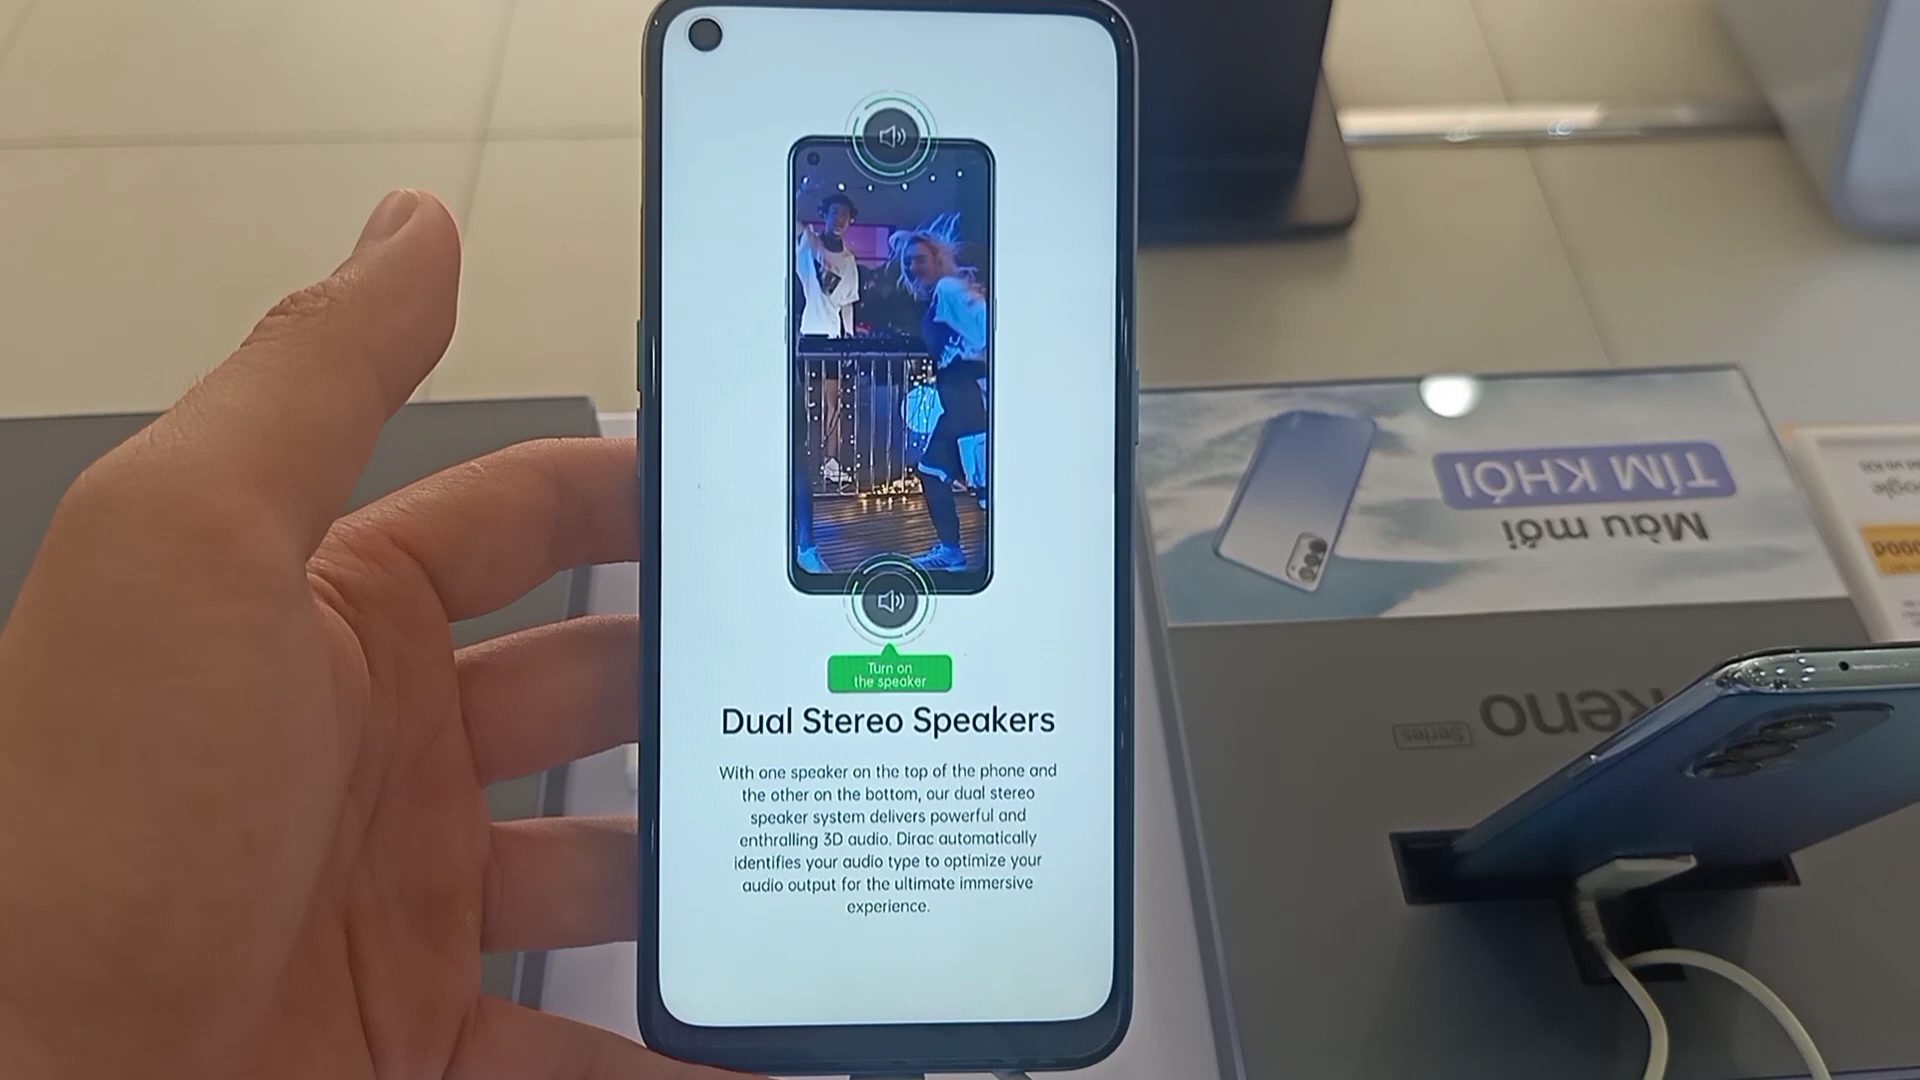 Turn on
the speaker
Dual Stereo Speakers
With one speaker on the top of the phone and
the other on the bottom, our dual stereo
speaker system delivers powerful and
enthralling 3D audio. Dirac automatically
identifies your audio type to optimize your
audio output for the ultimate immersive
experience.
Màu mới
TÍM KHÓI
Reno
Series